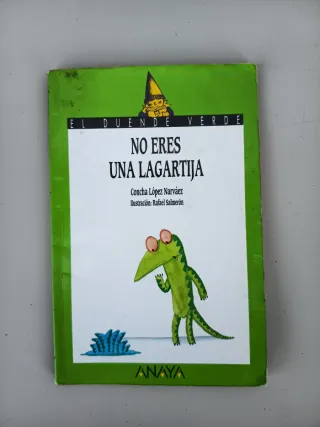 EL DUENDE VERDE
NO ERES
UNA LAGARTIJA
Concha López Narváez
Ilustración: Rafael Salmerón
ANAYA